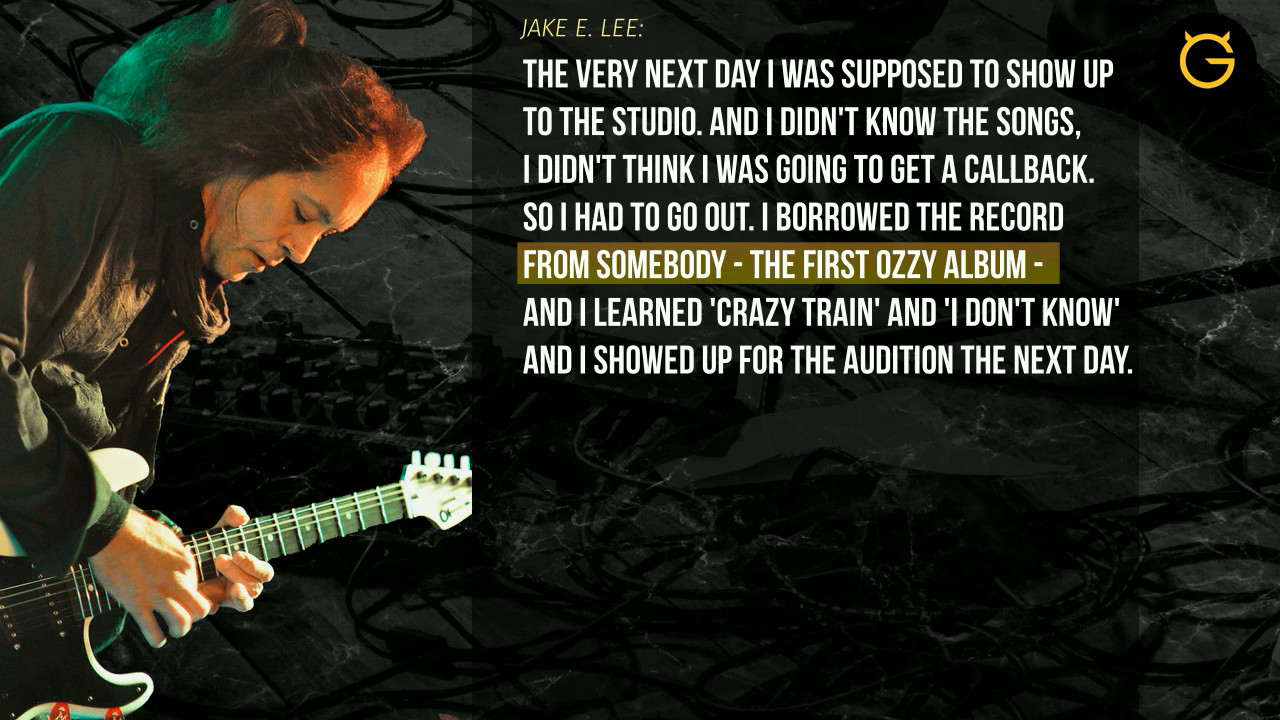 JAKE E. LEE:
THE VERY NEXT DAY I WAS SUPPOSED TO SHOW UP
TO THE STUDIO. AND I DIDN'T KNOW THE SONGS,
I DIDN'T THINK I WAS GOING TO GET A CALLBACK.
SO I HAD TO GO OUT. I BORROWED THE RECORD
FROM SOMEBODY - THE FIRST OZZY ALBUM -
AND I LEARNED 'CRAZY TRAIN' AND 'I DON'T KNOW'
AND I SHOWED UP FOR THE AUDITION THE NEXT DAY.
G